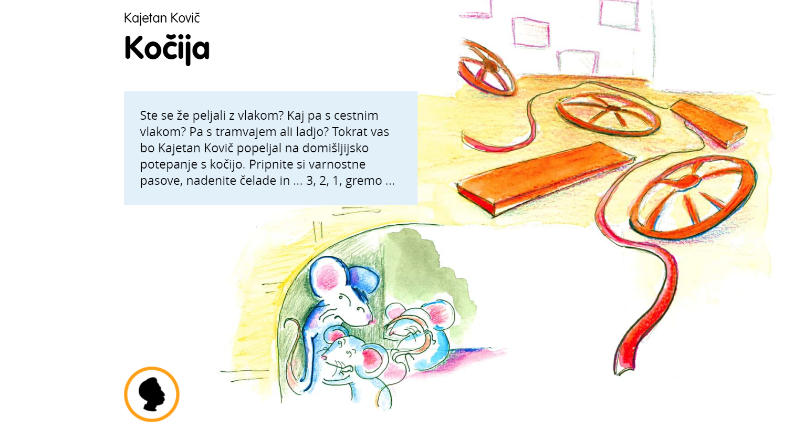 Kajetan Kovič
Kočija
Ste se že peljali z vlakom? Kaj pa s cestnim
vlakom? Pa s tramvajem ali ladjo? Tokrat vas
bo Kajetan Kovič popeljal na domišljijsko
potepanje s kočijo. Pripnite si varnostne
pasove, nadenite čelade in ... 3, 2, 1, gremo ...